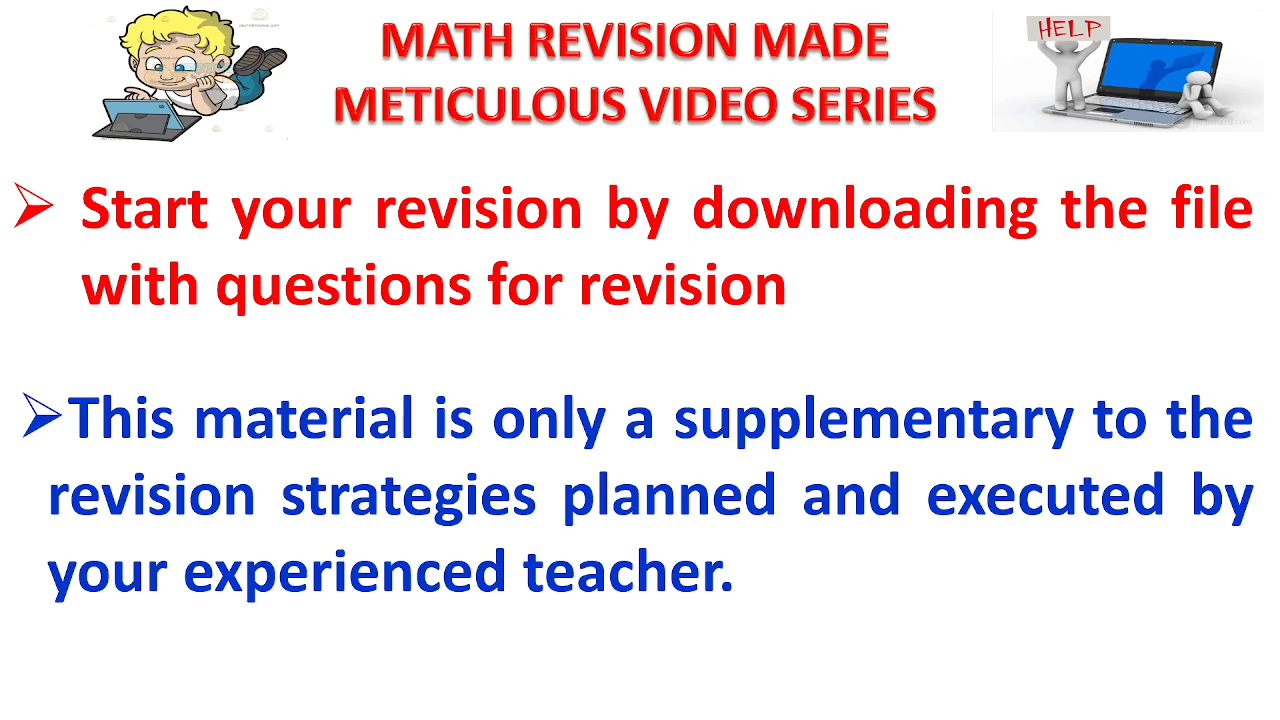 MATH REVISION MADE
METICULOUS VIDEO SERIES
HELP
➢ Start your revision by downloading the file
with questions for revision
➢This material is only a supplementary to the
revision strategies planned and executed by
your experienced teacher.